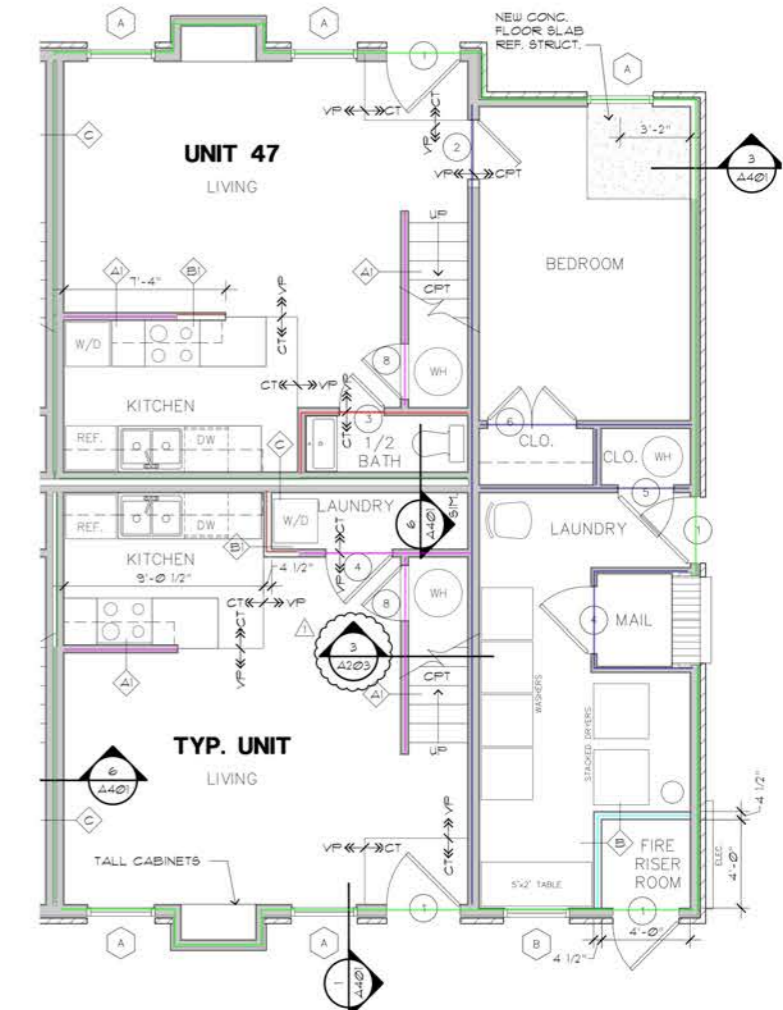 NEW CONC.
FLOOR SLAB
REF. STRUCT.
A
A
1
A
VP CT
VP CT
3'-2"
3
A401
C
UNIT 47
LIVING
2
VP CPT
UP
BEDROOM
A1
B1
A1
7'-4"
CPT
CT VP
W/D
8
WH
CT VP
CT VP
KITCHEN
3
6
REF.
DW
C
1/2
BATH
CLO.
CLO.
WH
5
LAUNDRY
W/D
6
A401
SIM.
LAUNDRY
1
REF.
DW
KITCHEN
B
VP CT
4
9'-0 1/2"
4 1/2"
8
WH
4
MAIL
CT VP
VP CT
1
3
A203
CPT
A1
A1
WASHERS
UP
TYP. UNIT
LIVING
STACKED DRYERS
6
A401
C
4 1/2"
VP CT
CT VP
B
FIRE
RISER
ROOM
ELEC
4'-0"
TALL CABINETS
5'x2' TABLE
1
1
4'-0"
A
A
B
4 1/2"
1
A401